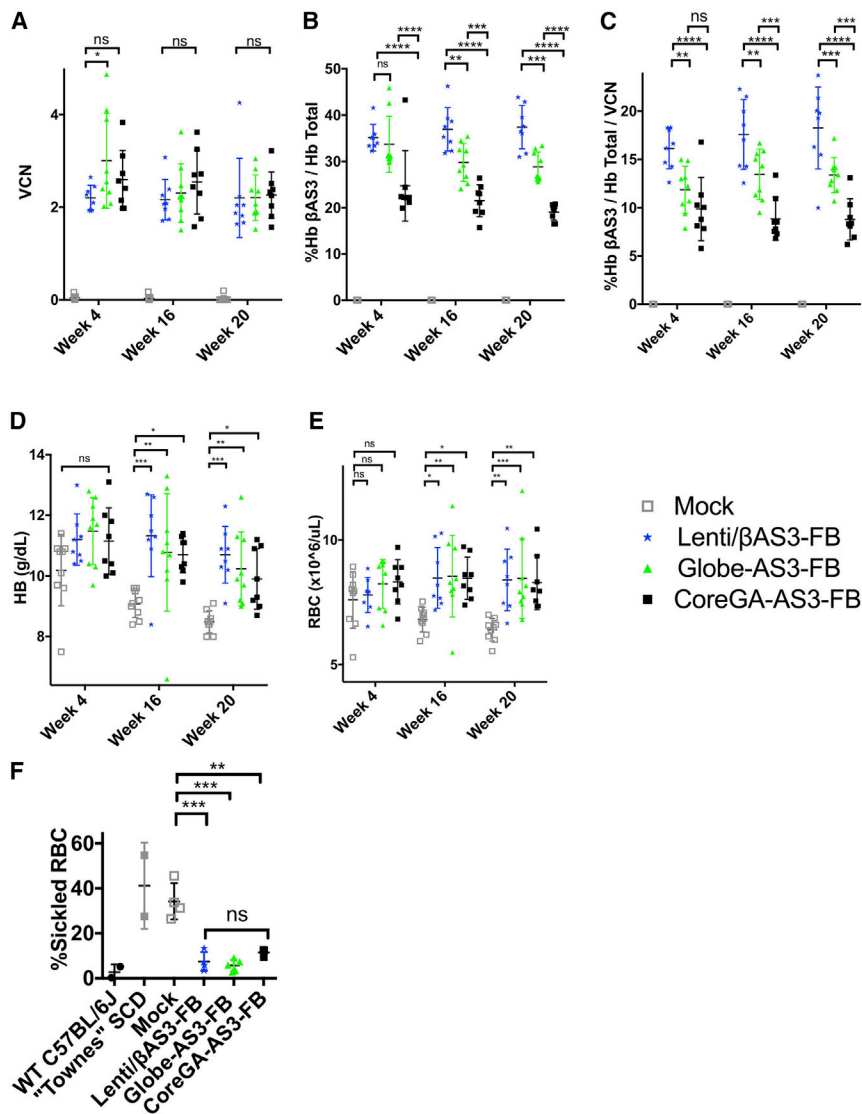 A
B
C
ns
*
ns
ns
VCN
4
2
0
Week 4
Week 16
Week 20
****
****
ns
***
****
**
****
****
***
%Hb βAS3 / Hb Total
50
40
30
20
10
0
Week 4
Week 16
Week 20
ns
****
**
***
****
**
***
****
***
%Hb βAS3 / Hb Total / VCN
20
15
10
5
0
Week 4
Week 16
Week 20
D
E
ns
*
**
***
*
**
***
HB (g/dL)
14
12
10
8
Week 4
Week 16
Week 20
ns
ns
ns
*
**
*
**
***
**
RBC (x10^6/uL)
10
5
Week 4
Week 16
Week 20
Mock
Lenti/βAS3-FB
Globe-AS3-FB
CoreGA-AS3-FB
F
**
***
***
ns
%Sickled RBC
60
40
20
0
WT C57BL/6J
"Townes" SCD
Mock
Lenti/βAS3-FB
Globe-AS3-FB
CoreGA-AS3-FB